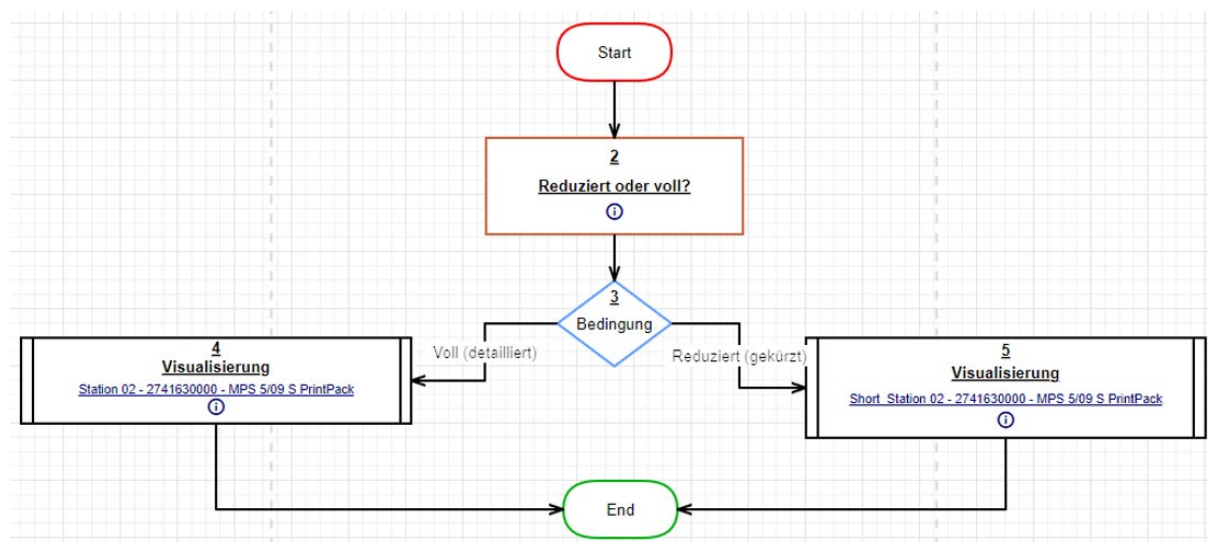 Start
2
Reduziert oder voll?
3
Bedingung
Voll (detailliert)
Reduziert (gekürzt)
4
Visualisierung
Station 02 - 2741630000 - MPS 5/09 S PrintPack
5
Visualisierung
Short_Station 02 - 2741630000 - MPS 5/09 S PrintPack
End